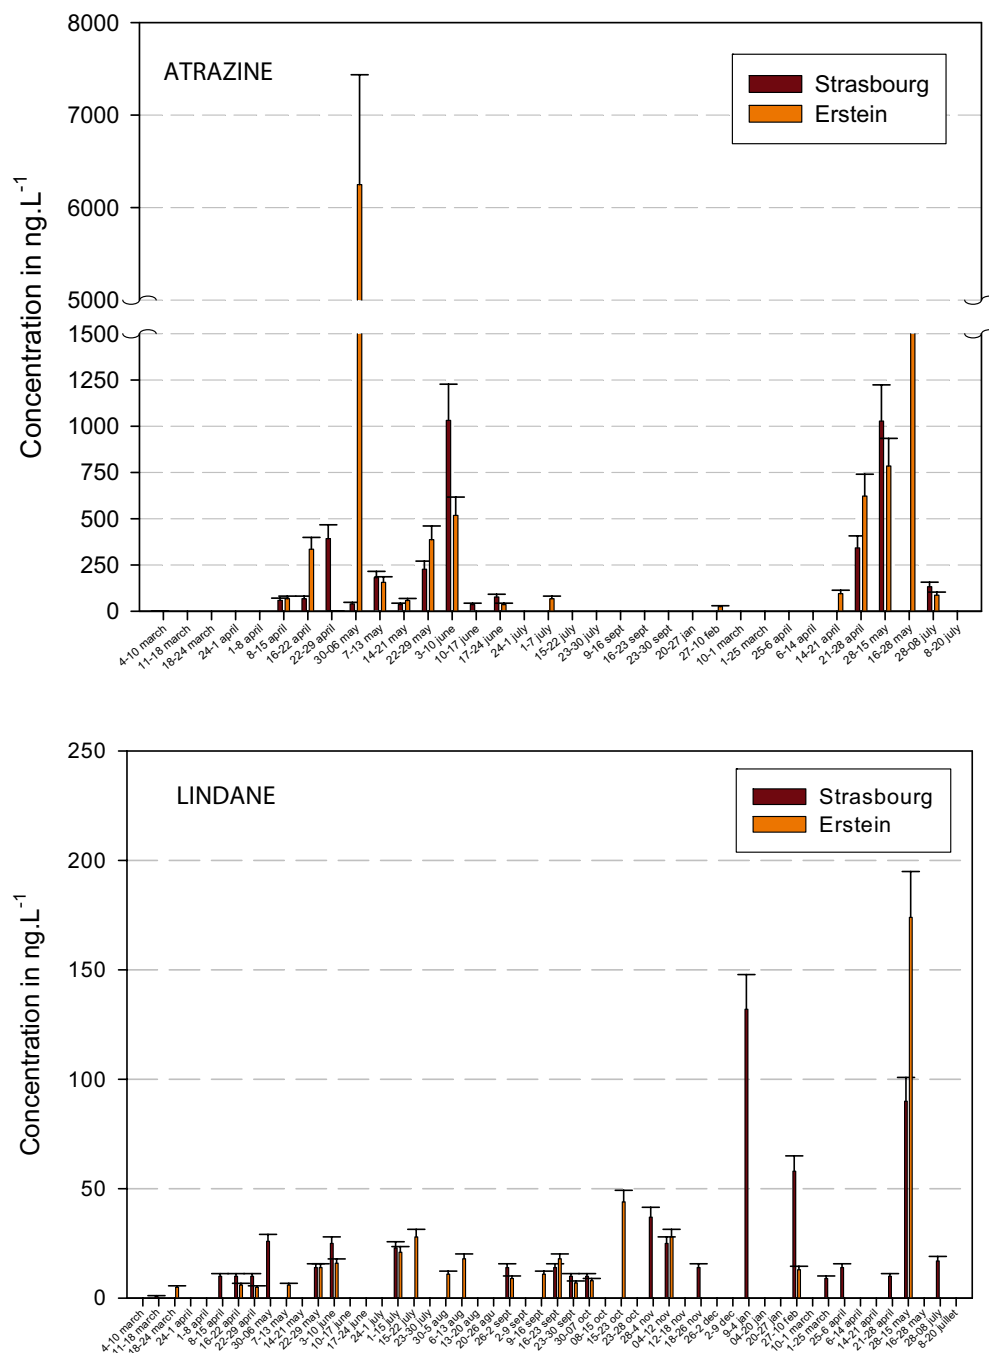 ATRAZINE
Strasbourg
Erstein
Concentration in ng.L-1
8000
7000
6000
5000
1500
1250
1000
750
500
250
0
4-10 march
11-18 march
18-24 march
24-1 april
1-8 april
8-15 april
16-22 april
22-29 april
30-06 may
7-13 may
14-21 may
22-29 may
3-10 june
10-17 june
17-24 june
24-1 july
1-7 july
15-22 july
23-30 july
9-16 sept
16-23 sept
23-30 sept
20-27 jan
27-10 feb
10-1 march
1-25 march
25-6 april
6-14 april
14-21 april
21-28 april
28-15 may
16-28 may
28-08 july
8-20 july
LINDANE
Strasbourg
Erstein
Concentration in ng.L-1
250
200
150
100
50
0
4-10 march
11-18 march
18-24 march
24-1 april
1-8 april
8-15 april
16-22 april
22-29 april
30-06 may
7-13 may
14-21 may
22-29 may
3-10 june
10-17 june
17-24 june
24-1 july
1-15 july
15-22 july
23-30 july
30-5 aug
6-13 aug
13-20 aug
20-26 agu
26-2 sept
2-9 sept
9-16 sept
16-23 sept
23-30 sept
30-07 oct
08-15 oct
15-23 oct
23-28 oct
28-4 nov
04-12 nov
12-18 nov
18-26 nov
26-2 dec
2-9 dec
9-4 jan
04-20 jan
20-27 jan
27-10 feb
10-1 march
1-25 march
25-6 april
6-14 april
14-21 april
21-28 april
28-15 may
16-28 may
28-08 july
8-20 juillet